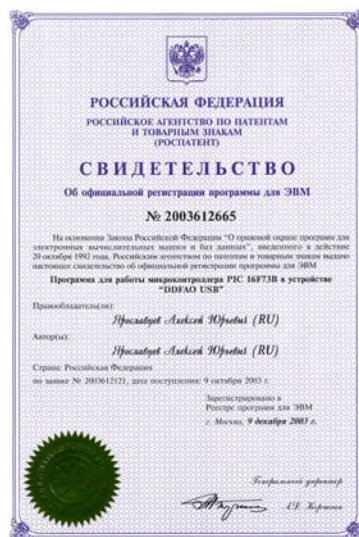 РОССИЙСКАЯ ФЕДЕРАЦИЯ
РОССИЙСКОЕ АГЕНТСТВО ПО ПАТЕНТАМ
И ТОВАРНЫМ ЗНАКАМ
(РОСПАТЕНТ)
СВИДЕТЕЛЬСТВО
Об официальной регистрации программы для ЭВМ
№ 2003612665
На основании Закона Российской Федерации "О правовой охране программ для
электронных вычислительных машин и баз данных", введенного в действие
20 октября 1992 года, Российским агентством по патентам и товарным знакам выдано
настоящее свидетельство об официальной регистрации программы для ЭВМ
Программа для работы микроконтроллера PIC 16F73B в устройстве
"DDFAO USB"
Правообладатель(ли):
Ярославцев Алексей Юрьевич (RU)
Автор(ы):
Ярославцев Алексей Юрьевич (RU)
Страна: Российская Федерация
по заявке № 2003612121, дата поступления: 9 октября 2003 г.
Зарегистрировано в
Реестре программ для ЭВМ
г. Москва, 9 декабря 2003 г.
Генеральный директор